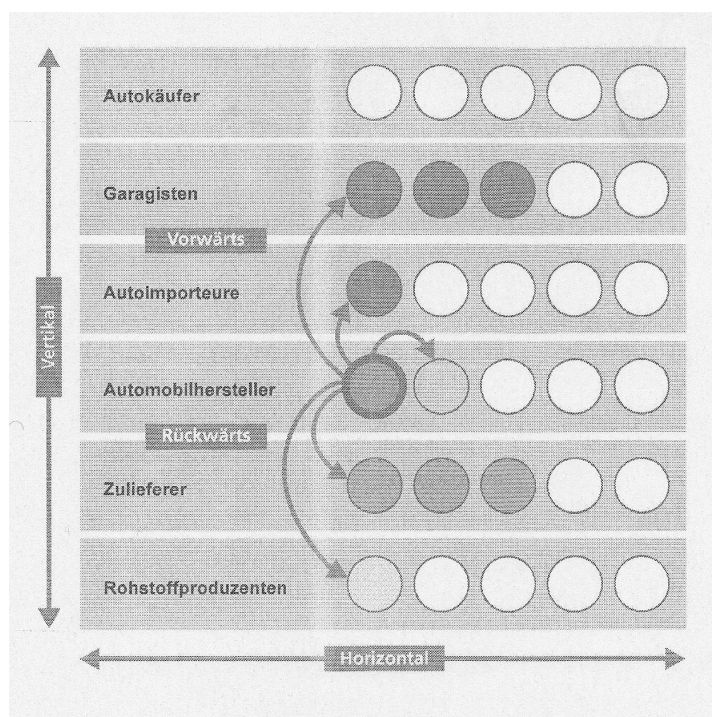 Autokäufer
Garagisten
Vorwärts
Autoimporteure
Vertikal
Automobilhersteller
Rückwärts
Zulieferer
Rohstoffproduzenten
Horizontal